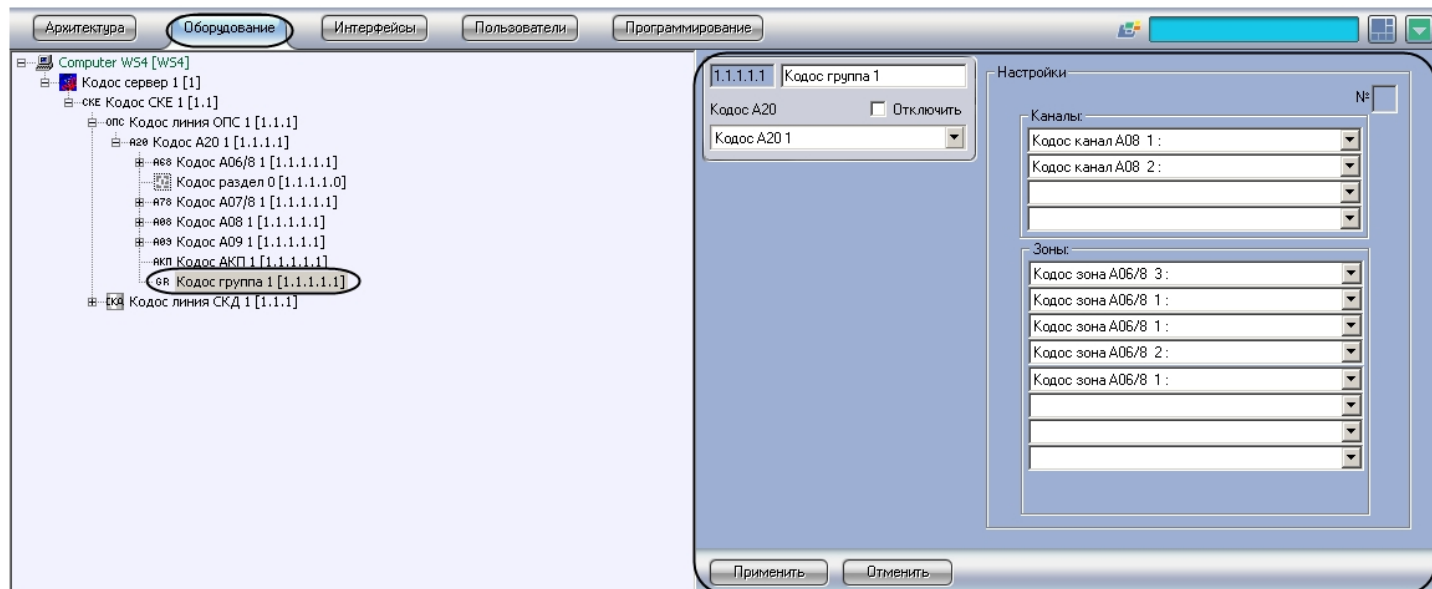 Архитектура Оборудование Интерфейсы Пользователи Программирование
Computer WS4 [WS4]
Кодос сервер 1 [1]
СКЕ Кодос СКЕ 1 [1.1]
ОПС Кодос линия ОПС 1 [1.1.1]
А20 Кодос А20 1 [1.1.1.1]
А68 Кодос А06/8 1 [1.1.1.1.1]
Кодос раздел 0 [1.1.1.1.0]
А78 Кодос А07/8 1 [1.1.1.1.1]
А08 Кодос А08 1 [1.1.1.1.1]
А09 Кодос А09 1 [1.1.1.1.1]
АКП Кодос АКП 1 [1.1.1.1.1]
GR Кодос группа 1 [1.1.1.1.1]
СКД Кодос линия СКД 1 [1.1.1]
1.1.1.1.1 Кодос группа 1
Кодос А20 Отключить
Кодос А20 1
Настройки
№
Каналы:
Кодос канал А08 1 :
Кодос канал А08 2 :
Зоны:
Кодос зона А06/8 3 :
Кодос зона А06/8 1 :
Кодос зона А06/8 1 :
Кодос зона А06/8 2 :
Кодос зона А06/8 1 :
Применить Отменить